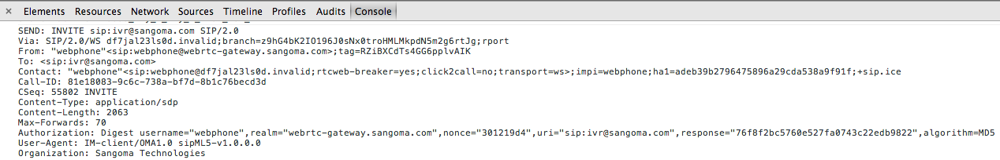 × Elements Resources Network Sources Timeline Profiles Audits Console
SEND: INVITE sip:ivr@sangoma.com SIP/2.0
Via: SIP/2.0/WS df7jal23ls0d.invalid;branch=z9hG4bK2IO196J0sNx0troHMLMkpdN5m2g6rtJg;rport
From: "webphone"<sip:webphone@webrtc-gateway.sangoma.com>;tag=RZiBXCdTs4GG6pplvAIK
To: <sip:ivr@sangoma.com>
Contact: "webphone"<sip:webphone@df7jal23ls0d.invalid;rtcweb-breaker=yes;click2call=no;transport=ws>;impi=webphone;ha1=adeb39b2796475896a29cda538a9f91f;+sip.ice
Call-ID: 81e18083-9c6c-738a-bf7d-8b1c76becd3d
CSeq: 55802 INVITE
Content-Type: application/sdp
Content-Length: 2063
Max-Forwards: 70
Authorization: Digest username="webphone",realm="webrtc-gateway.sangoma.com",nonce="301219d4",uri="sip:ivr@sangoma.com",response="76f8f2bc5760e527fa0743c22edb9822",algorithm=MD5
User-Agent: IM-client/OMA1.0 sipML5-v1.0.0.0
Organization: Sangoma Technologies